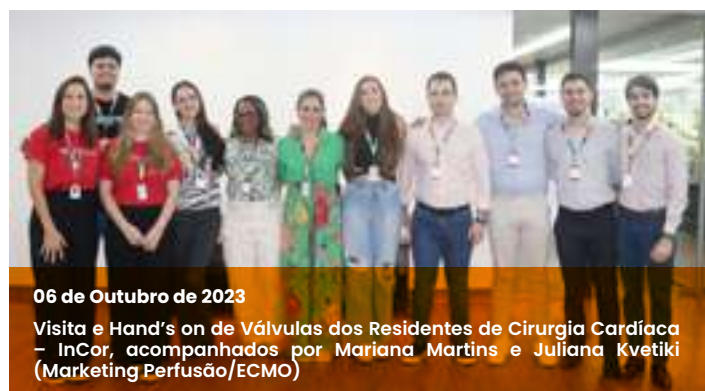 06 de Outubro de 2023
Visita e Hand's on de Válvulas dos Residentes de Cirurgia Cardíaca
– InCor, acompanhados por Mariana Martins e Juliana Kvetiki
(Marketing Perfusão/ECMO)